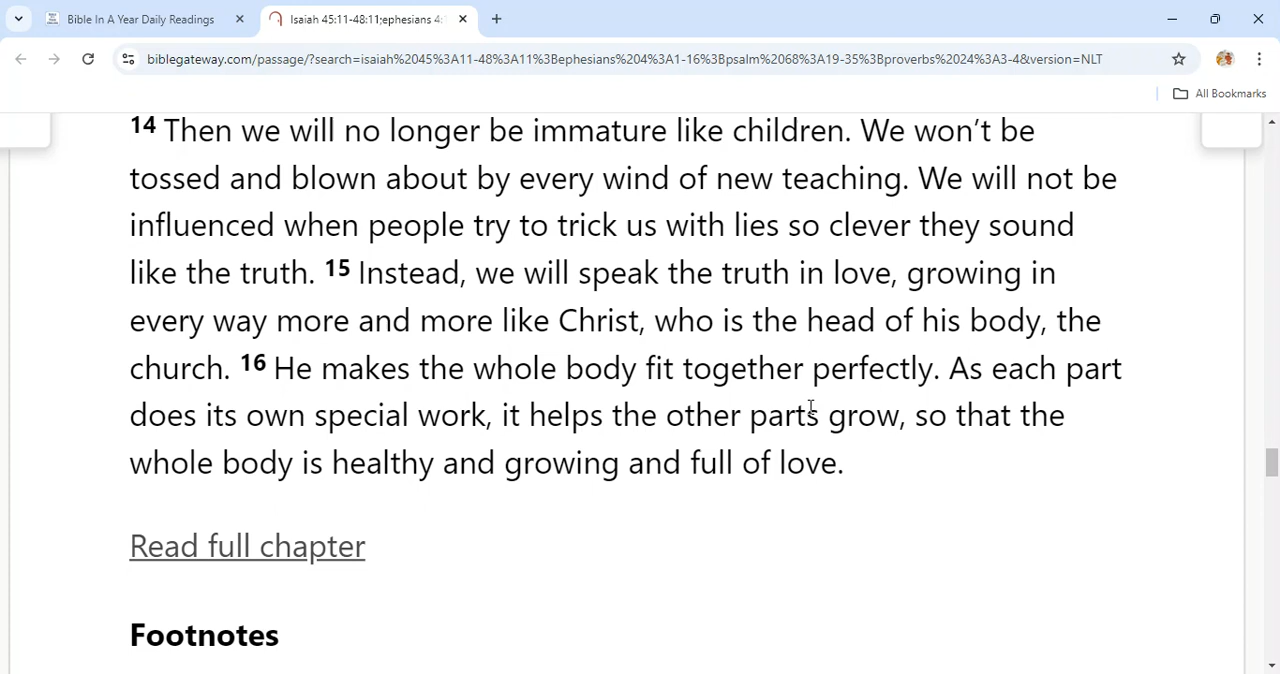 Bible In A Year Daily Readings
Isaiah 45:11-48:11;ephesians 4:
biblegateway.com/passage/?search=isaiah%2045%3A11-48%3A11%3Bephesians%204%3A1-16%3Bpsalm%2068%3A19-35%3Bproverbs%2024%3A3-4&version=NLT
All Bookmarks
14 Then we will no longer be immature like children. We won’t be
tossed and blown about by every wind of new teaching. We will not be
influenced when people try to trick us with lies so clever they sound
like the truth. 15 Instead, we will speak the truth in love, growing in
every way more and more like Christ, who is the head of his body, the
church. 16 He makes the whole body fit together perfectly. As each part
does its own special work, it helps the other parts grow, so that the
whole body is healthy and growing and full of love.
Read full chapter
Footnotes